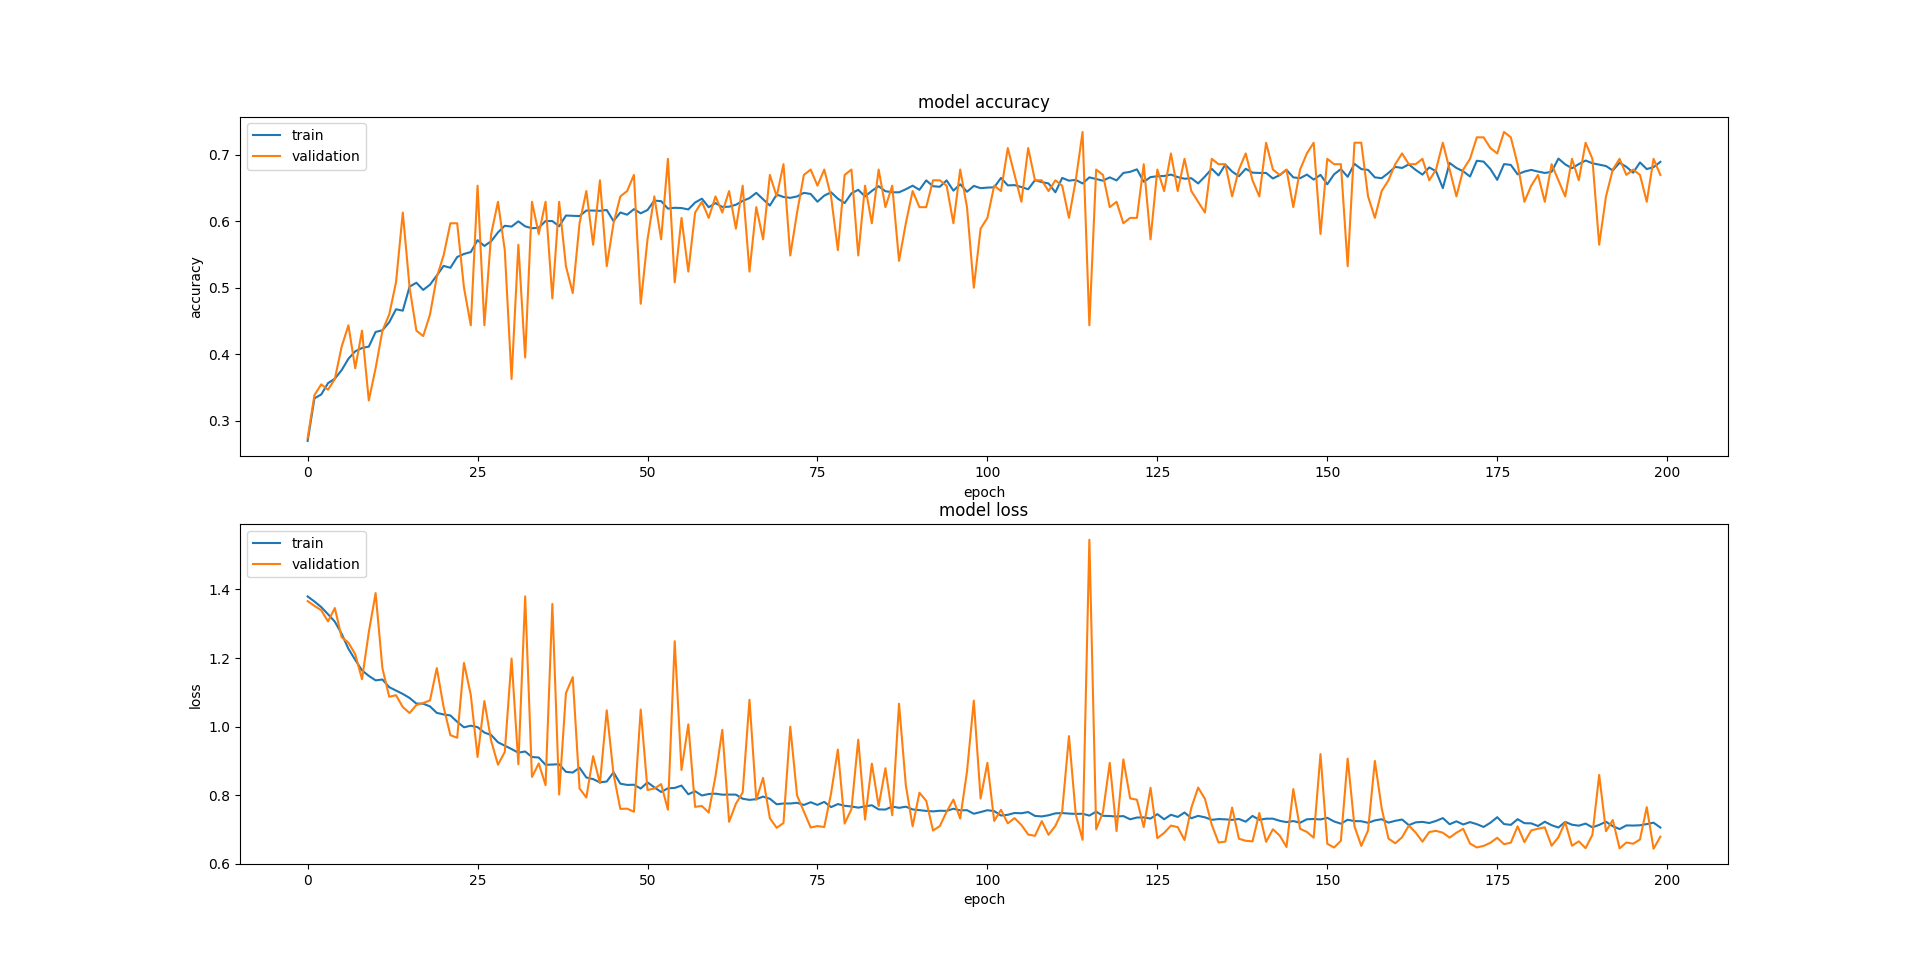 model accuracy
train
validation
0.7
0.6
0.5
0.4
0.3
accuracy
0 25 50 75 100 125 150 175 200
epoch
model loss
train
validation
1.4
1.2
1.0
0.8
0.6
loss
0 25 50 75 100 125 150 175 200
epoch